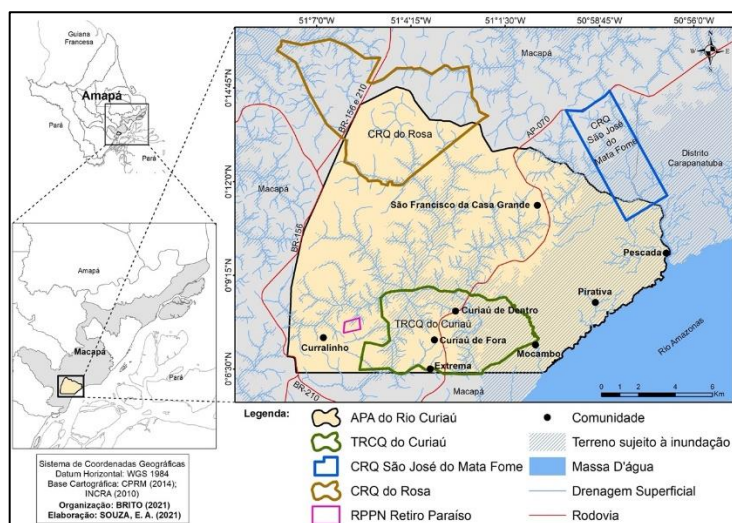 Guiana
Francesa
Amapá
Pará
Pará
Amapá
Macapá
Pará
Sistema de Coordenadas Geográficas
Datum Horizontal: WGS 1984
Base Cartográfica: CPRM (2014);
INCRA (2010)
Organização: BRITO (2021)
Elaboração: SOUZA, E. A. (2021)
51°7'0"W
51°4'15"W
51°1'30"W
50°58'45"W
50°56'0"W
0°14'45"N
0°12'0"N
0°9'15"N
0°6'30"N
N
W
E
S
Macapá
BR-156 e 210
CRQ do Rosa
AP-070
CRQ
São José
do
Mata Fome
Distrito
Carapanatuba
Macapá
BR-156
São Francisco da Casa Grande
Pescada
Pirativa
Curiaú de Dentro
TRCQ do Curiaú
Curiaú de Fora
Curralinho
Mocambo
Extrema
Rio Amazonas
BR-210
Macapá
0 1 2 4 6
Km
Legenda:
APA do Rio Curiaú
TRCQ do Curiaú
CRQ São José do Mata Fome
CRQ do Rosa
RPPN Retiro Paraíso
Comunidade
Terreno sujeito à inundação
Massa D'água
Drenagem Superficial
Rodovia